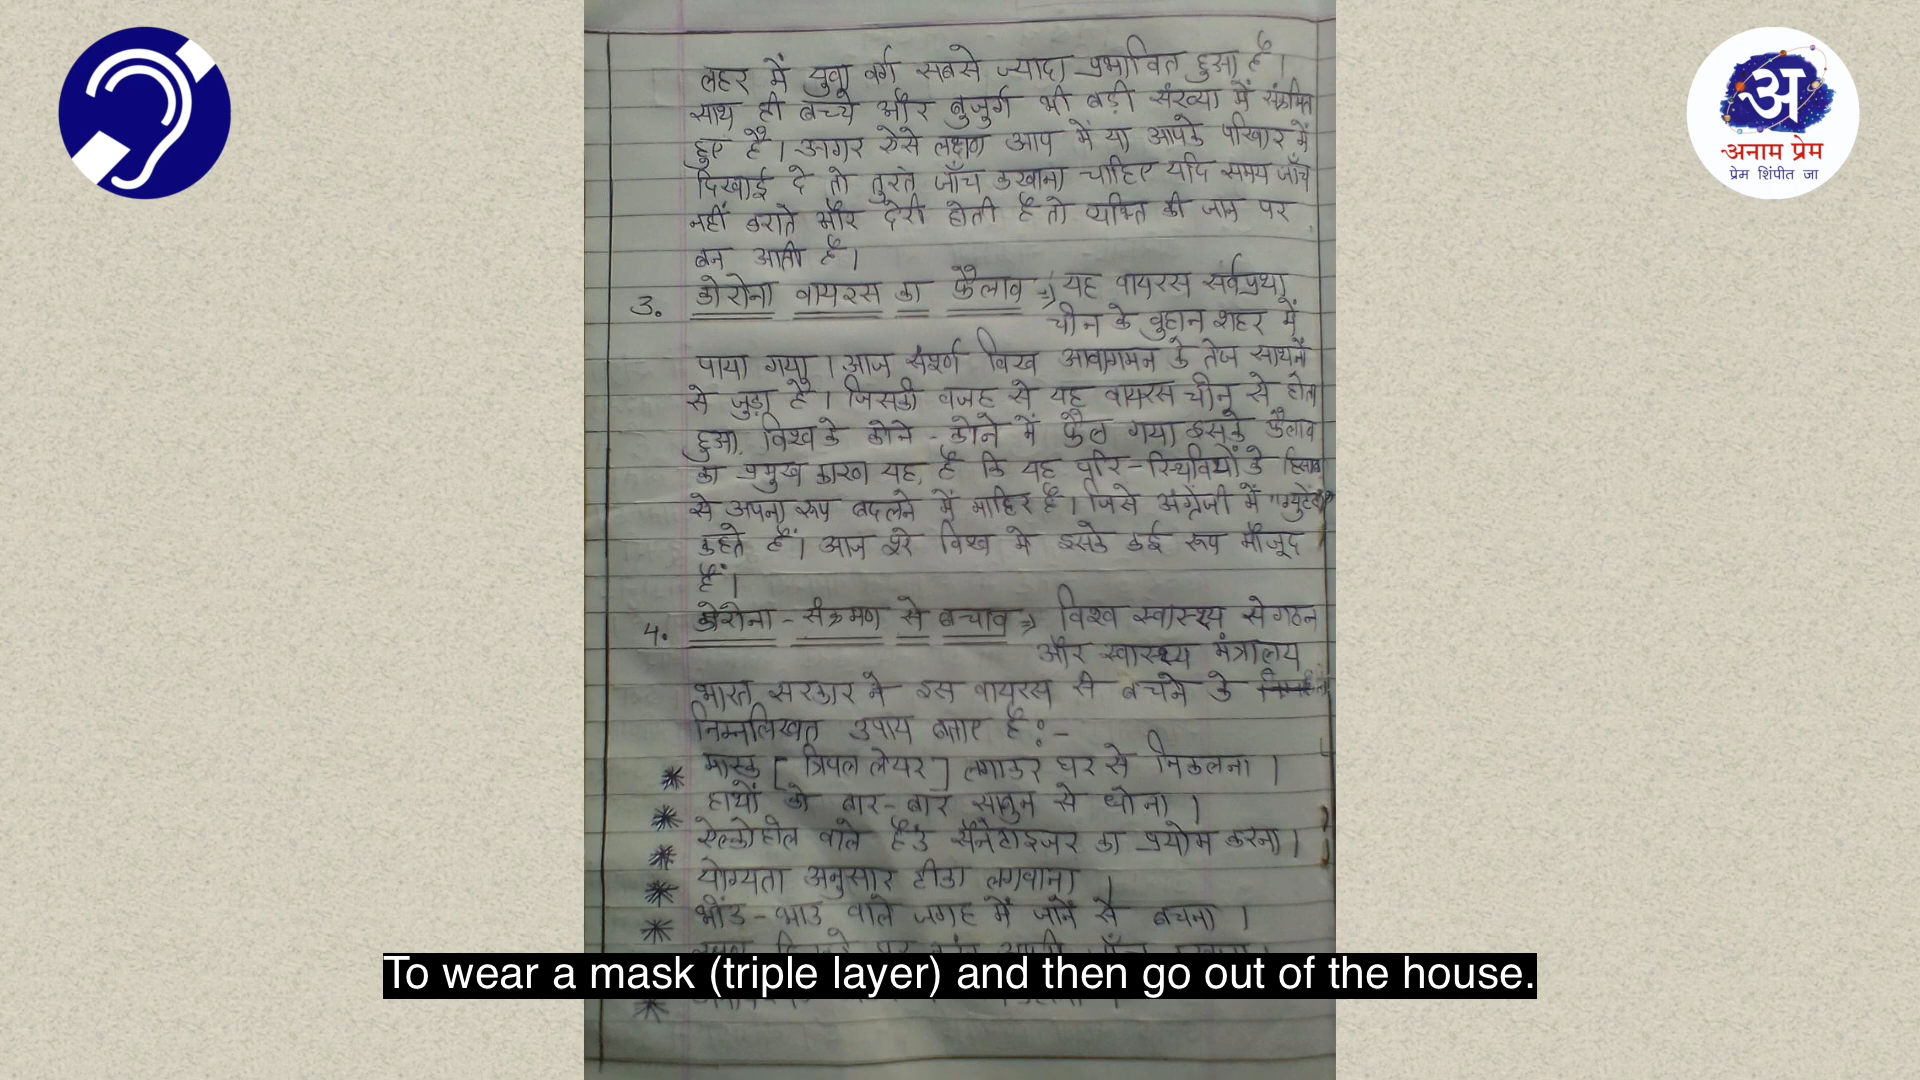 लहर में युवा वर्ग सबसे ज्यादा प्रभावित हुआ है।
साथ ही बच्चे और बुजुर्ग भी बड़ी संख्या में संक्रमित
हुए है। अगर ऐसे लक्षण आप में या आपके परिवार में
दिखाई दे तो तुरंत जाँच करवाना चाहिए यदि समय जाँच
नहीं कराते और देरी होती है तो व्यक्ति की जान पर
बन आती है।
3. कोरोना वायरस का फैलाव ⇒ यह वायरस सर्वप्रथा
चीन के वुहान शहर में
पाया गया। आज संपूर्ण विश्व आवागमन के तेज साधनों
से जुड़ा है। जिसकी वजह से यह वायरस चीन से होता
हुआ विश्व के कोने - कोने में फैल गया इसके फैलाव
का प्रमुख कारण यह है कि यह परि-स्थितियों के हिसाब
से अपना रूप बदलने में माहिर है। जिसे अंग्रेजी में
कहते हैं। आज पूरे विश्व मे इसके कई रूप मौजूद
हैं।
4. कोरोना - संक्रमण से बचाव ⇒ विश्व स्वास्थ्य संगठन
और स्वास्थ्य मंत्रालय
भारत सरकार ने इस वायरस से बचने के
निम्नलिखत उपाय बताए है:-
* मास्क [ त्रिपल लेयर ] लगाकर घर से निकलना।
* हाथों को बार-बार साबुन से धोना।
* ऐल्कोहोल वाले हैंड सैनेटाइजर का प्रयोग करना।
* योग्यता अनुसार टीका लगवाना।
* भीड-भाड वाले जगह में जानें से बचना।
To wear a mask (triple layer) and then go out of the house.
अ
अनाम प्रेम
प्रेम शिंपीत जा